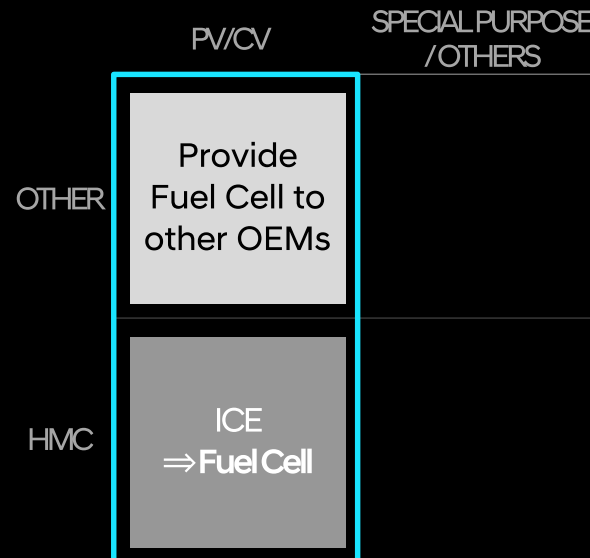 PV/CV
SPECIAL PURPOSE
/ OTHERS
OTHER
Provide
Fuel Cell to
other OEMs
HMC
ICE
⇒Fuel Cell